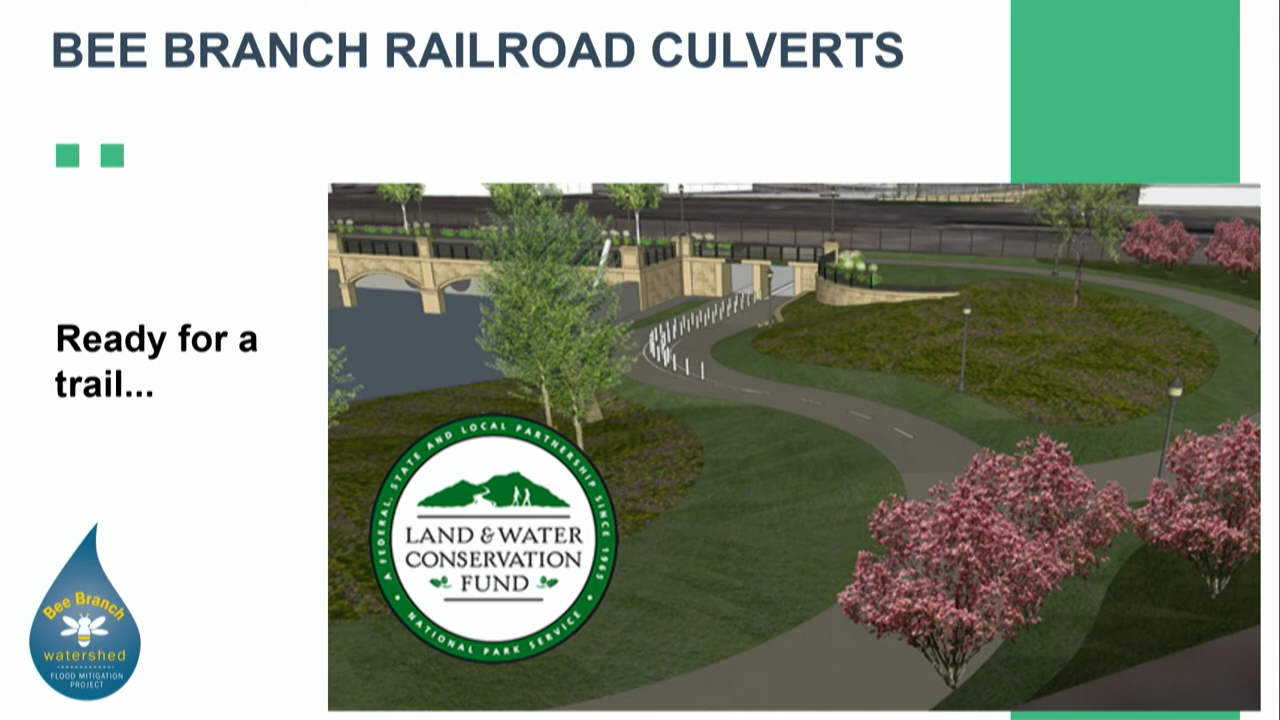 BEE BRANCH RAILROAD CULVERTS
Ready for a
trail...
A FEDERAL, STATE AND LOCAL PARTNERSHIP SINCE 1965
LAND & WATER
CONSERVATION
FUND
NATIONAL PARK SERVICE
Bee Branch
watershed
FLOOD MITIGATION
PROJECT